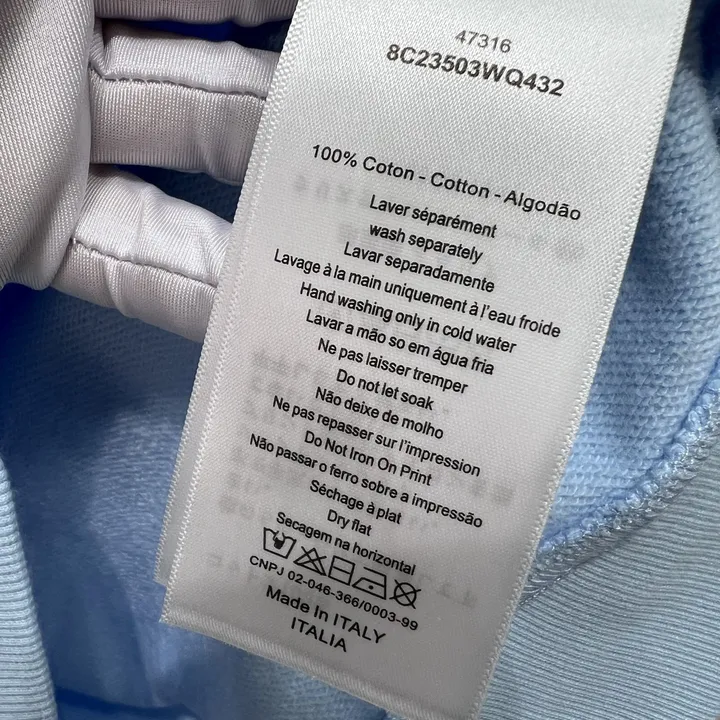 47316
8C23503WQ432
100% Coton - Cotton - Algodão
Laver séparément
wash separately
Lavar separadamente
Lavage à la main uniquement à l'eau froide
Hand washing only in cold water
Lavar a mão so em água fria
Ne pas laisser tremper
Do not let soak
Não deixe de molho
Ne pas repasser sur l'impression
Do Not Iron On Print
Não passar o ferro sobre a impressão
Séchage à plat
Dry flat
Secagem na horizontal
CNPJ 02-046-366/0003-99
Made In ITALY
ITALIA